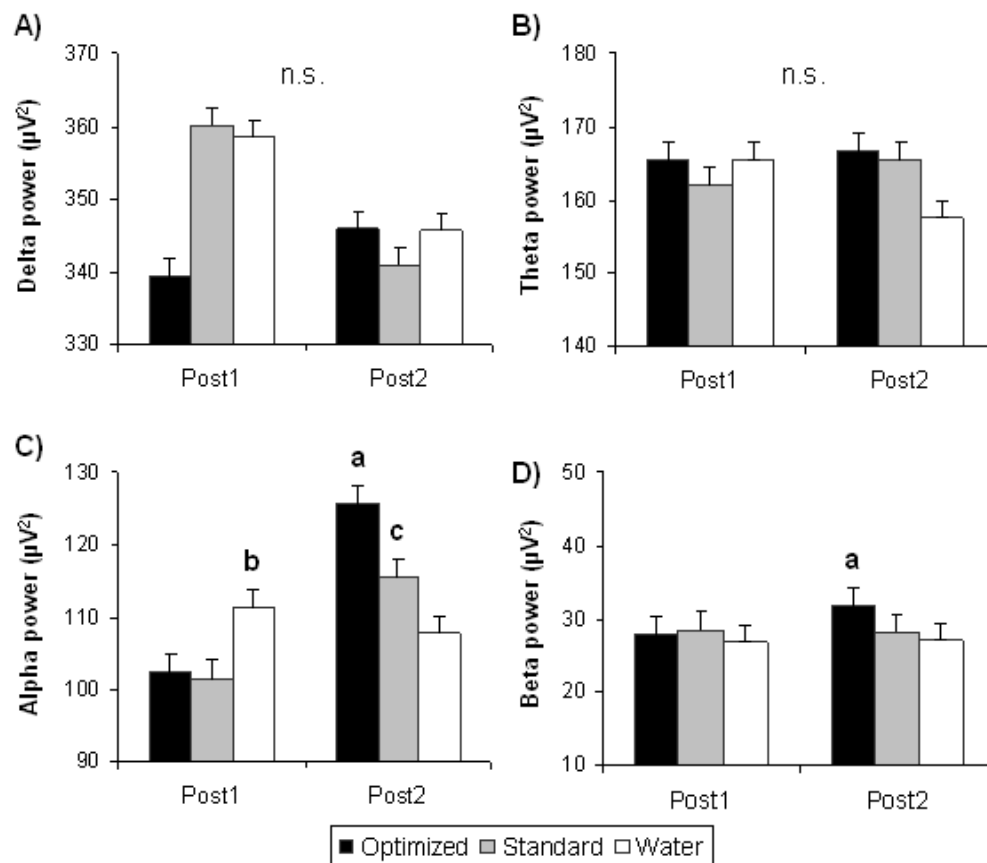 A)
Delta power (µV²)
370
360
350
340
330
n.s.
Post1 Post2
B)
Theta power (µV²)
180
170
160
150
140
n.s.
Post1 Post2
C)
Alpha power (µV²)
130
120
110
100
90
b
a
c
Post1 Post2
D)
Beta power (µV²)
50
40
30
20
10
a
Post1 Post2
Optimized Standard Water